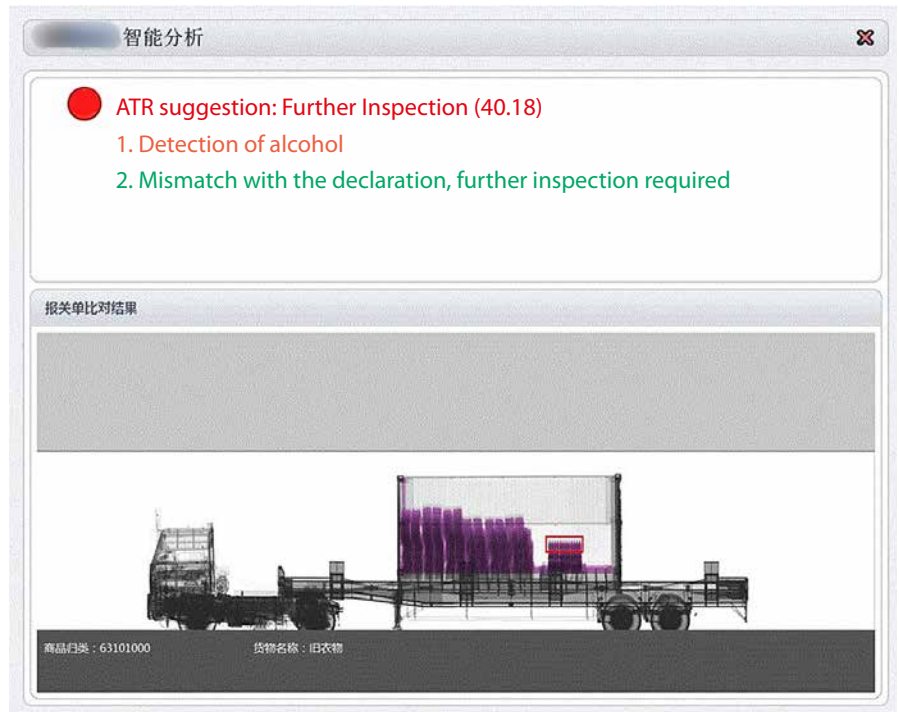 智能分析
ATR suggestion: Further Inspection (40.18)
1. Detection of alcohol
2. Mismatch with the declaration, further inspection required
报关单比对结果
商品归类：63101000 货物名称：旧衣物